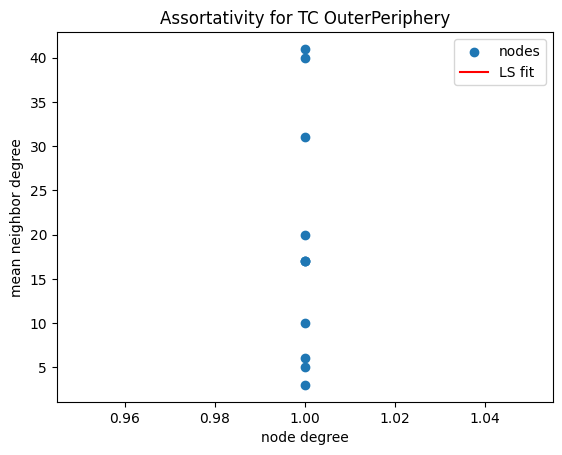 Assortativity for TC OuterPeriphery
nodes
LS fit
mean neighbor degree
40
35
30
25
20
15
10
5
0.96
0.98
1.00
1.02
1.04
node degree